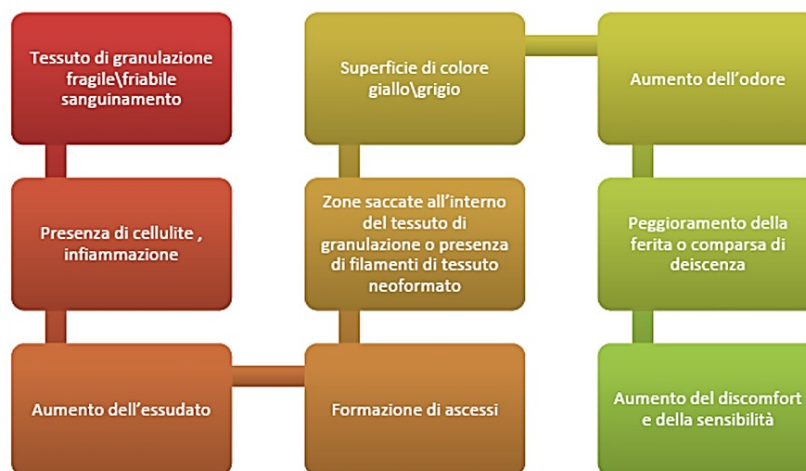 Tessuto di granulazione
fragile\friabile
sanguinamento
Presenza di cellulite ,
infiammazione
Aumento dell'essudato
Formazione di ascessi
Zone saccate all'interno
del tessuto di
granulazione o presenza
di filamenti di tessuto
neoformato
Superficie di colore
giallo\grigio
Aumento dell'odore
Peggioramento della
ferita o comparsa di
deiscenza
Aumento del discomfort
e della sensibilità